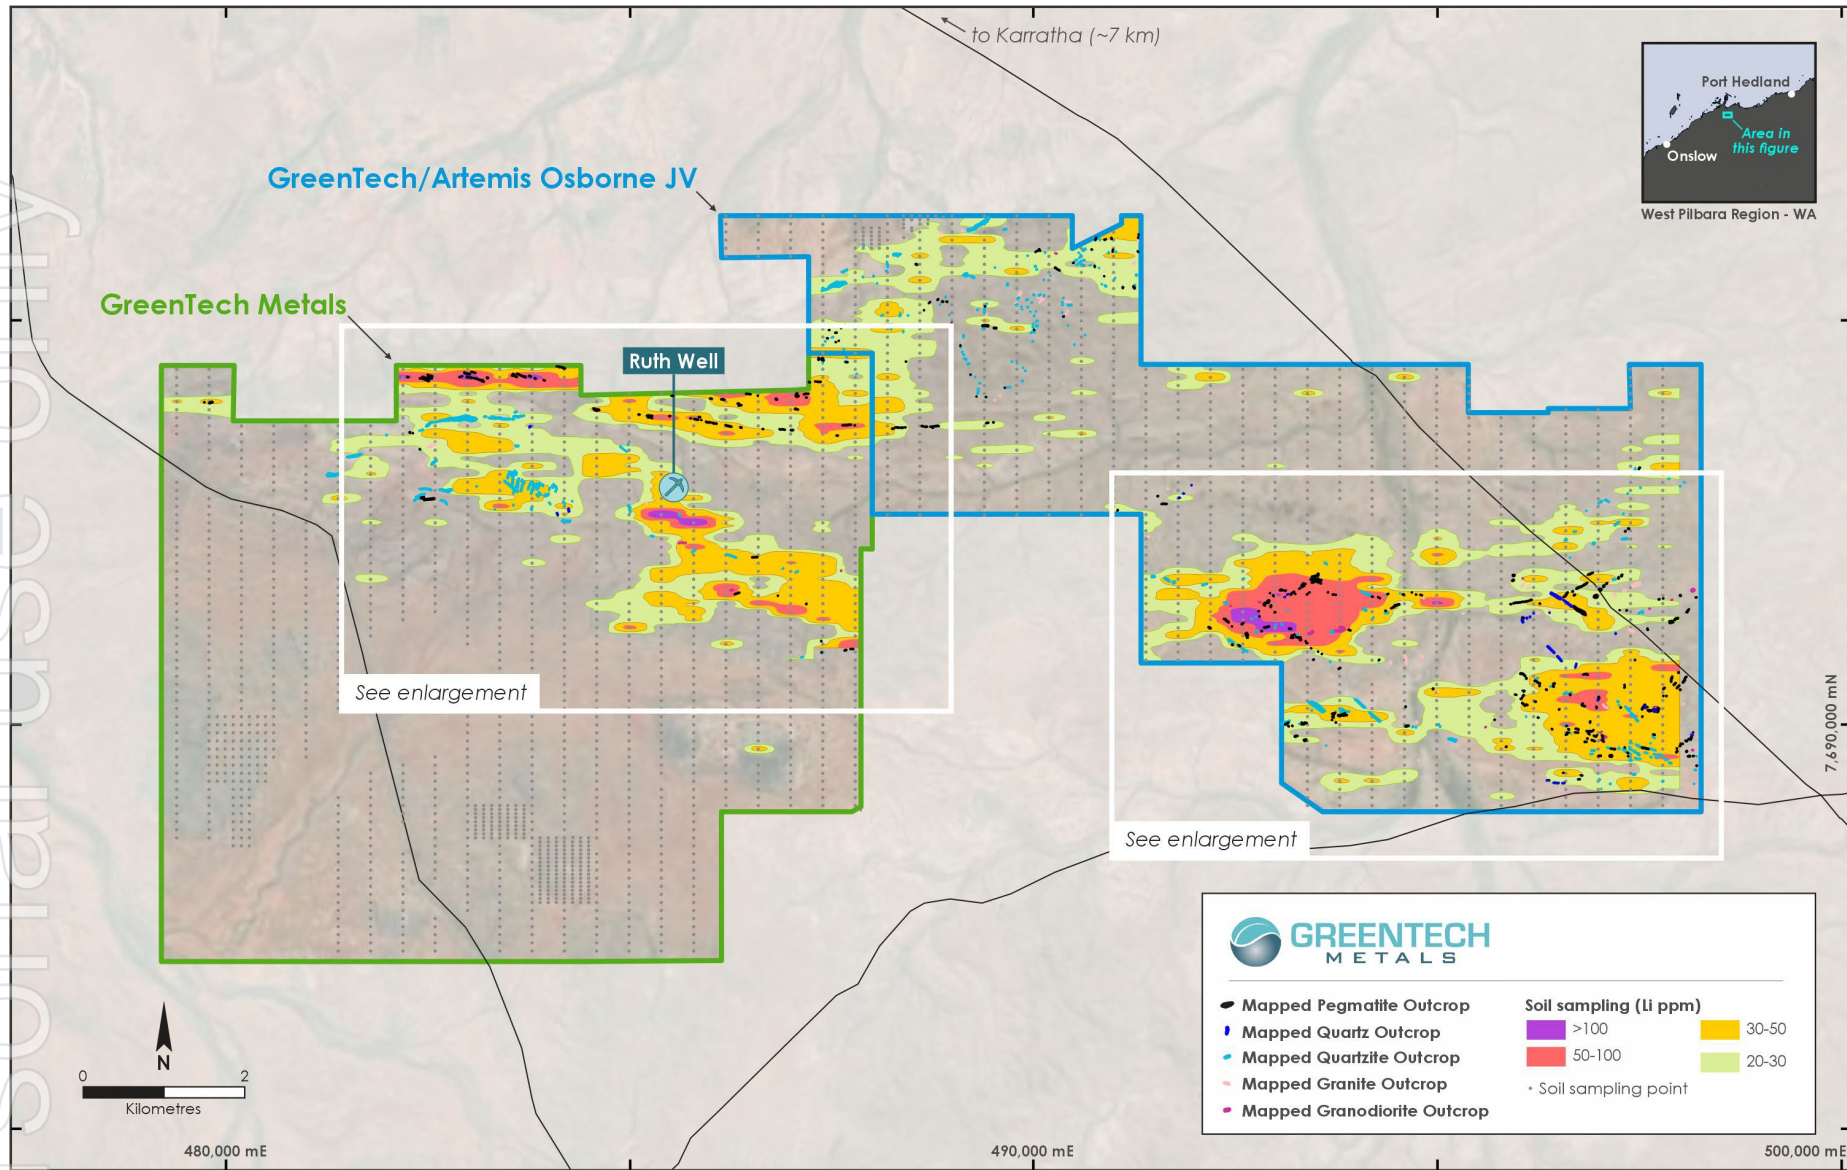 to Karratha (~7 km)
Port Hedland
Area in
this figure
Onslow
West Pilbara Region - WA
GreenTech/Artemis Osborne JV
GreenTech Metals
Ruth Well
See enlargement
See enlargement
7,690,000 mN
GREENTECH
METALS
Mapped Pegmatite Outcrop
Mapped Quartz Outcrop
Mapped Quartzite Outcrop
Mapped Granite Outcrop
Mapped Granodiorite Outcrop
Soil sampling (Li ppm)
>100
50-100
30-50
20-30
Soil sampling point
N
0 2
Kilometres
480,000 mE
490,000 mE
500,000 mE
sonal use only